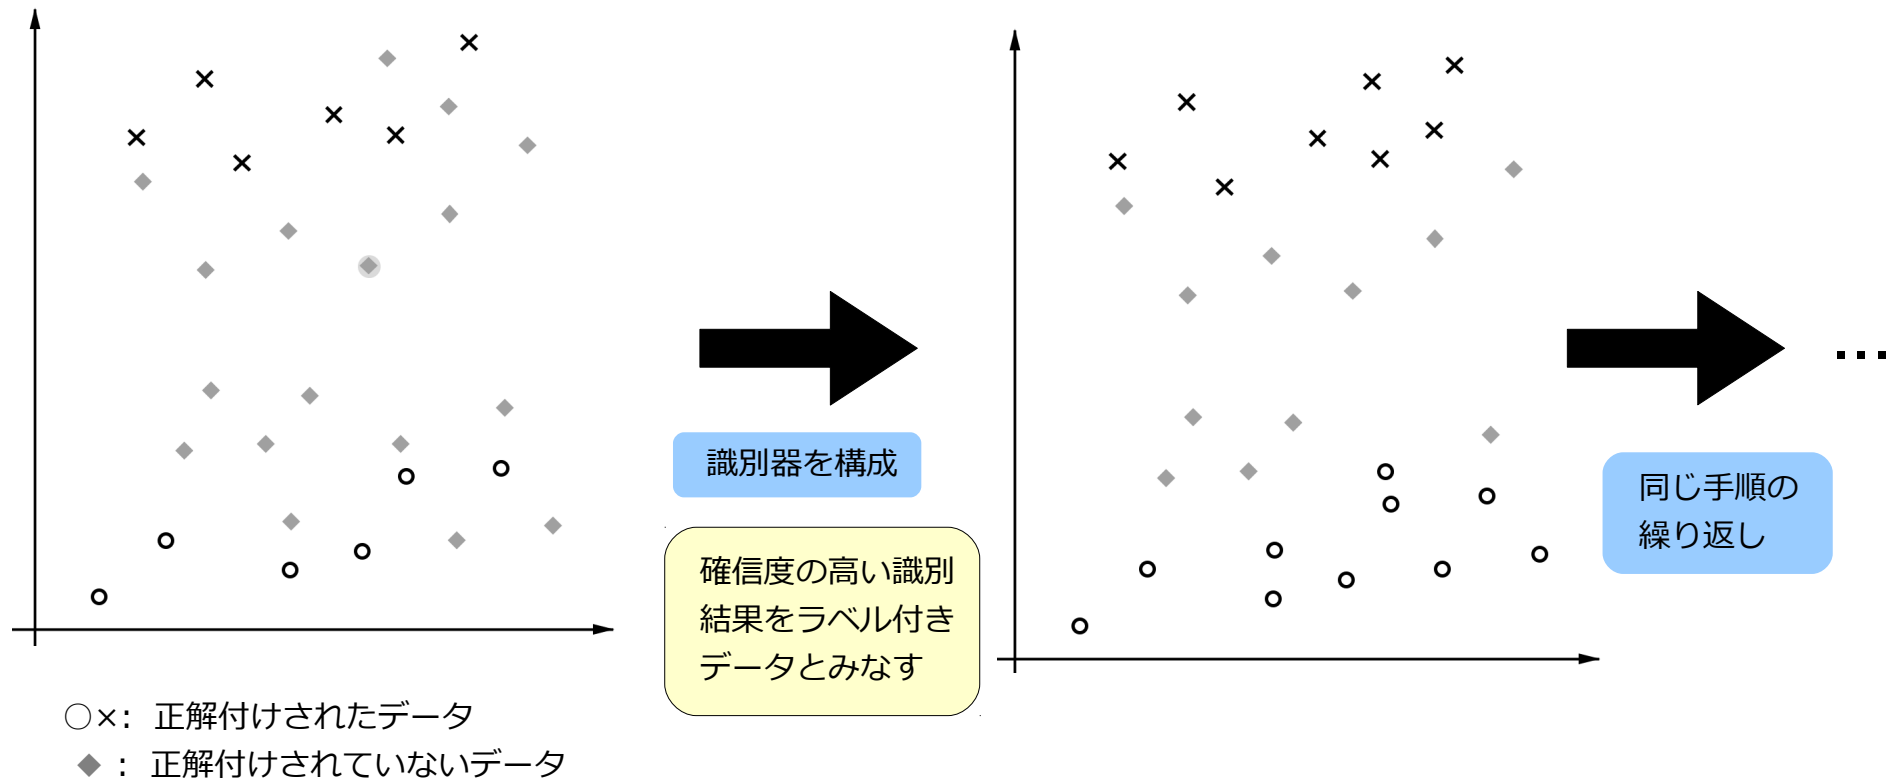 識別器を構成
確信度の高い識別
結果をラベル付き
データとみなす
同じ手順の
繰り返し
…
○×: 正解付けされたデータ
◆ : 正解付けされていないデータ